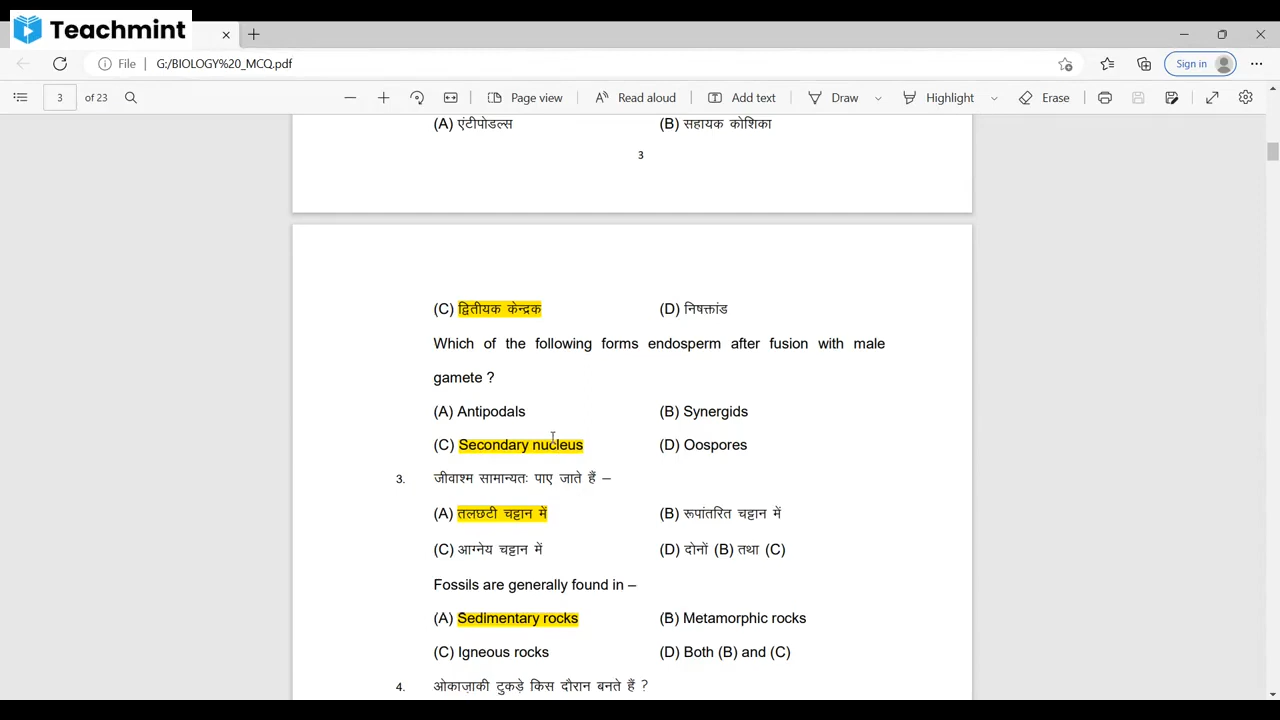 Teachmint
File G:/BIOLOGY%20_MCQ.pdf Sign in
3 of 23 Page view Read aloud Add text Draw Highlight Erase
(A) एंटीपोडल्स (B) सहायक कोशिका
3
(C) द्वितीयक केन्द्रक (D) निषक्तांड
Which of the following forms endosperm after fusion with male
gamete ?
(A) Antipodals (B) Synergids
(C) Secondary nucleus (D) Oospores
3. जीवाश्म सामान्यतः पाए जाते हैं –
(A) तलछटी चट्टान में (B) रूपांतरित चट्टान में
(C) आग्नेय चट्टान में (D) दोनों (B) तथा (C)
Fossils are generally found in –
(A) Sedimentary rocks (B) Metamorphic rocks
(C) Igneous rocks (D) Both (B) and (C)
4. ओकाज़ाकी टुकड़े किस दौरान बनते हैं ?